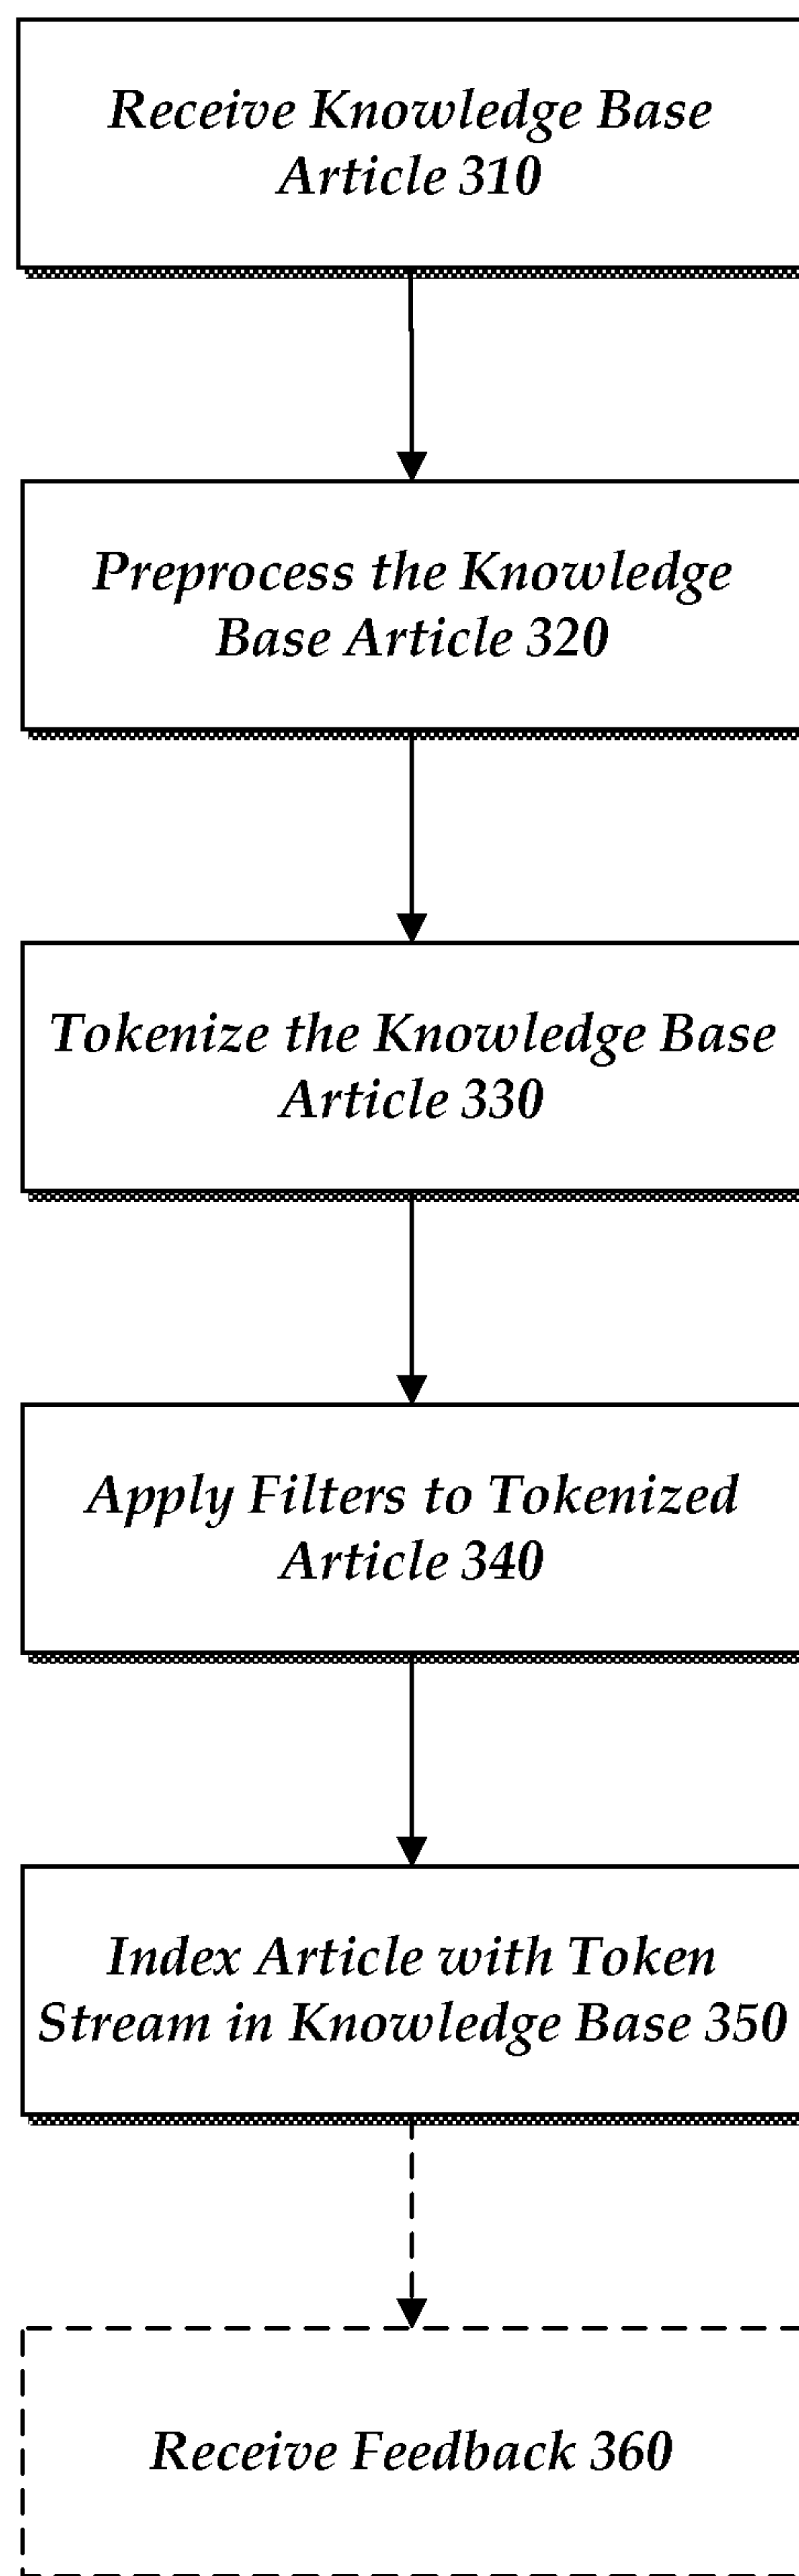 Receive Knowledge Base
Article 310
Preprocess the Knowledge
Base Article 320
Tokenize the Knowledge Base
Article 330
Apply Filters to Tokenized
Article 340
Index Article with Token
Stream in Knowledge Base 350
Receive Feedback 360